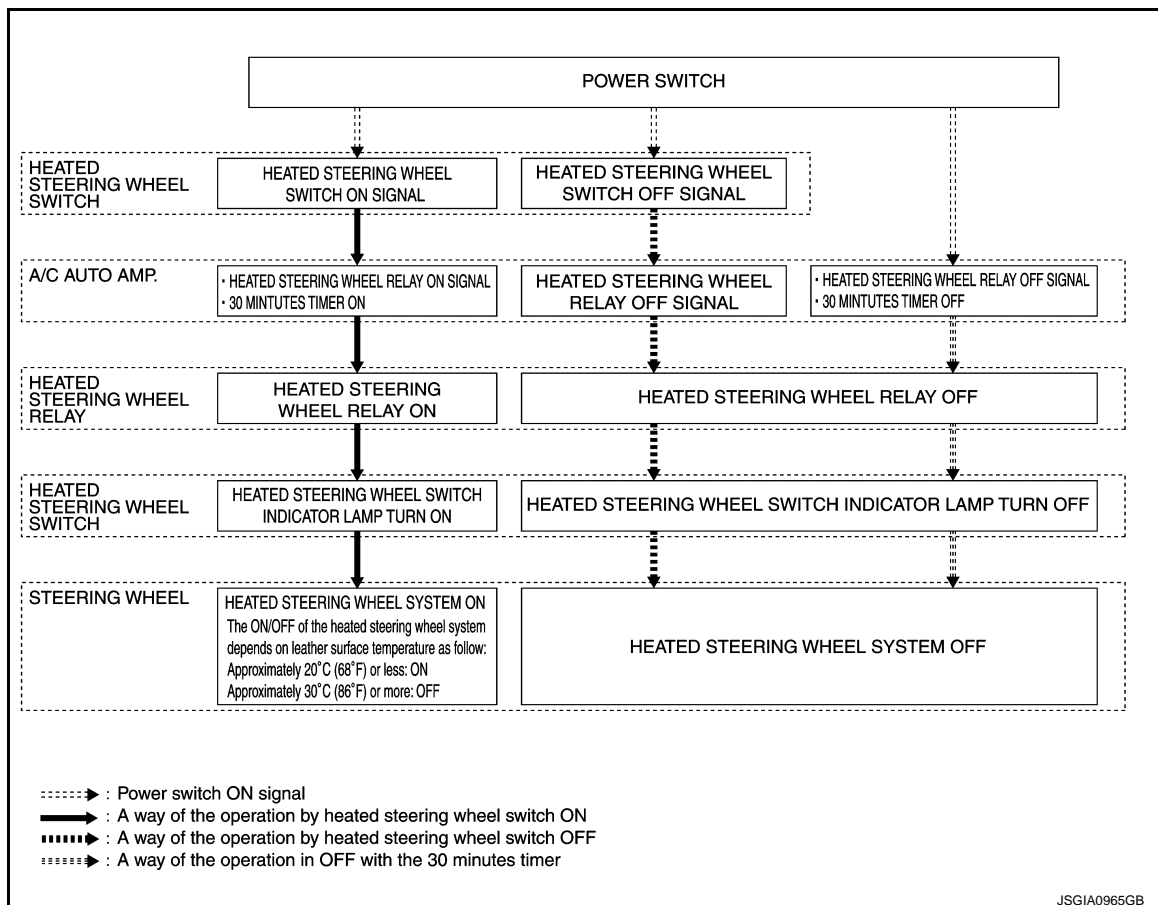 POWER SWITCH
HEATED
STEERING WHEEL
SWITCH
HEATED STEERING WHEEL
SWITCH ON SIGNAL
HEATED STEERING WHEEL
SWITCH OFF SIGNAL
A/C AUTO AMP.
• HEATED STEERING WHEEL RELAY ON SIGNAL
• 30 MINTUTES TIMER ON
HEATED STEERING WHEEL
RELAY OFF SIGNAL
• HEATED STEERING WHEEL RELAY OFF SIGNAL
• 30 MINTUTES TIMER OFF
HEATED
STEERING WHEEL
RELAY
HEATED STEERING
WHEEL RELAY ON
HEATED STEERING WHEEL RELAY OFF
HEATED
STEERING WHEEL
SWITCH
HEATED STEERING WHEEL SWITCH
INDICATOR LAMP TURN ON
HEATED STEERING WHEEL SWITCH INDICATOR LAMP TURN OFF
STEERING WHEEL
HEATED STEERING WHEEL SYSTEM ON
The ON/OFF of the heated steering wheel system
depends on leather surface temperature as follow:
Approximately 20°C (68°F) or less: ON
Approximately 30°C (86°F) or more: OFF
HEATED STEERING WHEEL SYSTEM OFF
: Power switch ON signal
: A way of the operation by heated steering wheel switch ON
: A way of the operation by heated steering wheel switch OFF
: A way of the operation in OFF with the 30 minutes timer
JSGIA0965GB